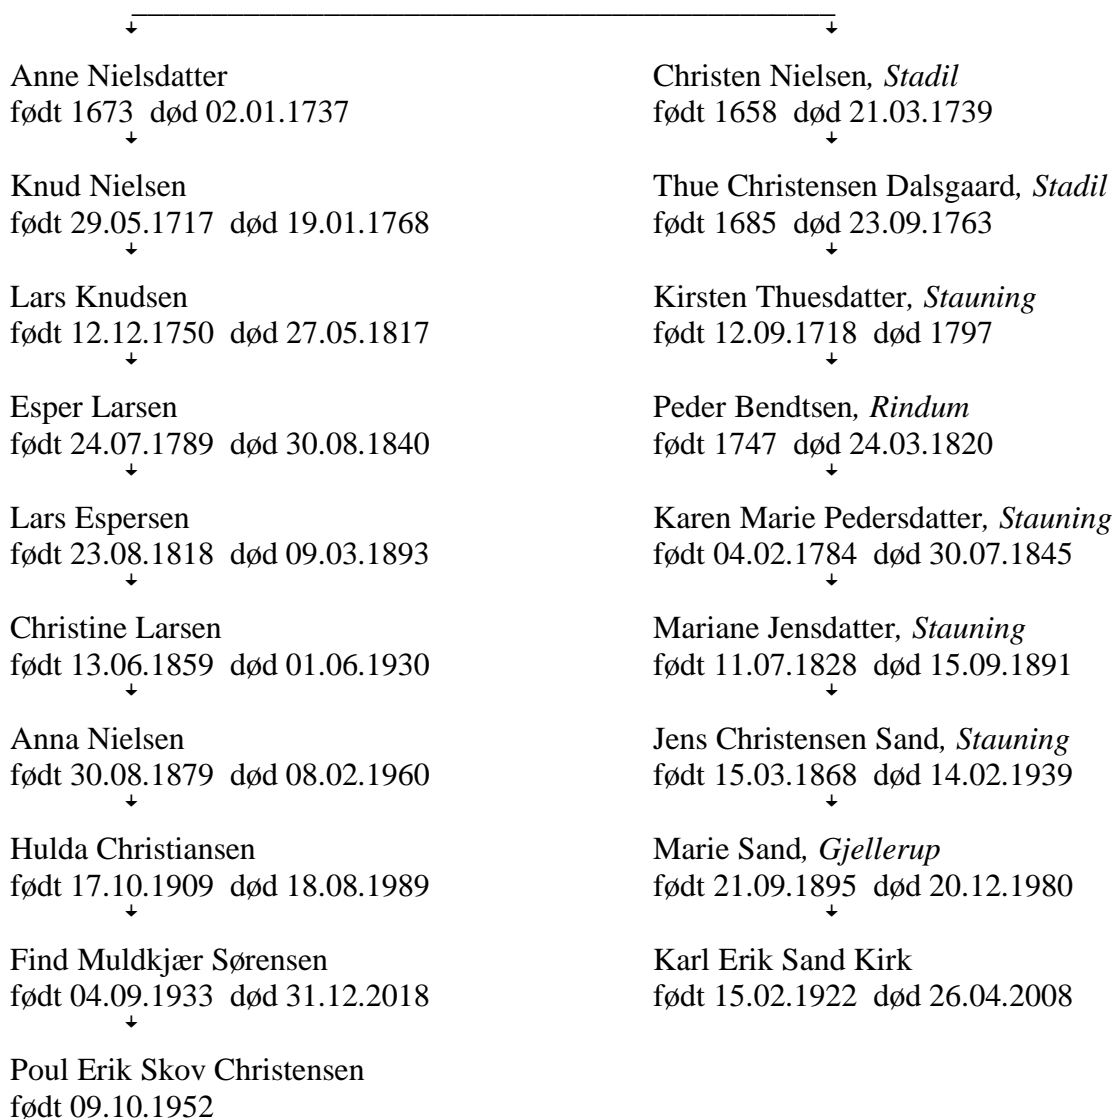 Anne Nielsdatter
født 1673 død 02.01.1737
Christen Nielsen, Stadil
født 1658 død 21.03.1739
Knud Nielsen
født 29.05.1717 død 19.01.1768
Thue Christensen Dalsgaard, Stadil
født 1685 død 23.09.1763
Lars Knudsen
født 12.12.1750 død 27.05.1817
Kirsten Thuesdatter, Stauning
født 12.09.1718 død 1797
Esper Larsen
født 24.07.1789 død 30.08.1840
Peder Bendtsen, Rindum
født 1747 død 24.03.1820
Lars Espersen
født 23.08.1818 død 09.03.1893
Karen Marie Pedersdatter, Stauning
født 04.02.1784 død 30.07.1845
Christine Larsen
født 13.06.1859 død 01.06.1930
Mariane Jensdatter, Stauning
født 11.07.1828 død 15.09.1891
Anna Nielsen
født 30.08.1879 død 08.02.1960
Jens Christensen Sand, Stauning
født 15.03.1868 død 14.02.1939
Hulda Christiansen
født 17.10.1909 død 18.08.1989
Marie Sand, Gjellerup
født 21.09.1895 død 20.12.1980
Find Muldkjær Sørensen
født 04.09.1933 død 31.12.2018
Karl Erik Sand Kirk
født 15.02.1922 død 26.04.2008
Poul Erik Skov Christensen
født 09.10.1952